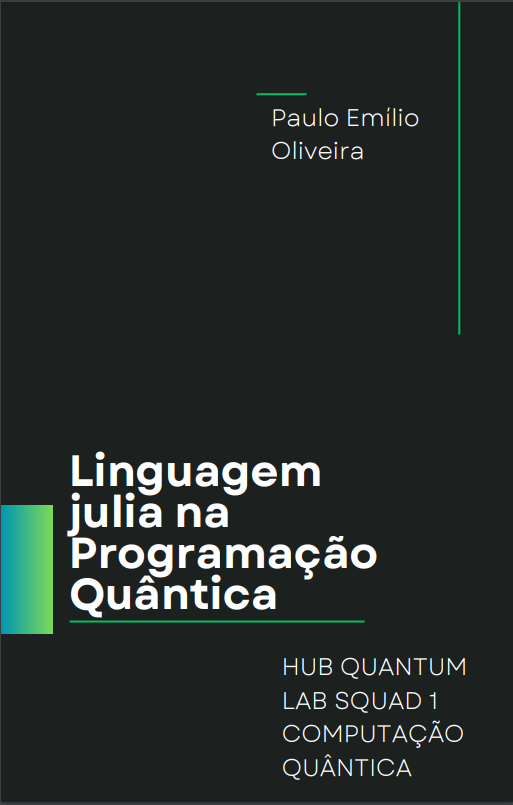 Paulo Emílio
Oliveira
Linguagem
julia na
Programação
Quântica
HUB QUANTUM
LAB SQUAD 1
COMPUTAÇÃO
QUÂNTICA